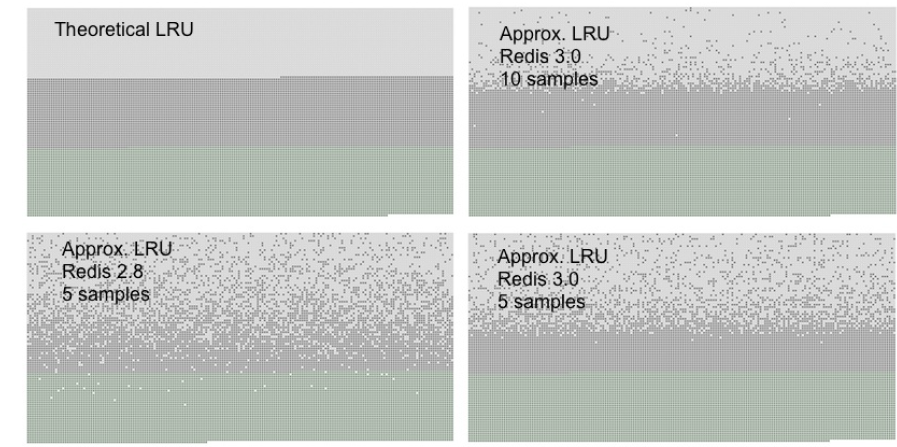 Theoretical LRU
Approx. LRU
Redis 3.0
10 samples
Approx. LRU
Redis 2.8
5 samples
Approx. LRU
Redis 3.0
5 samples